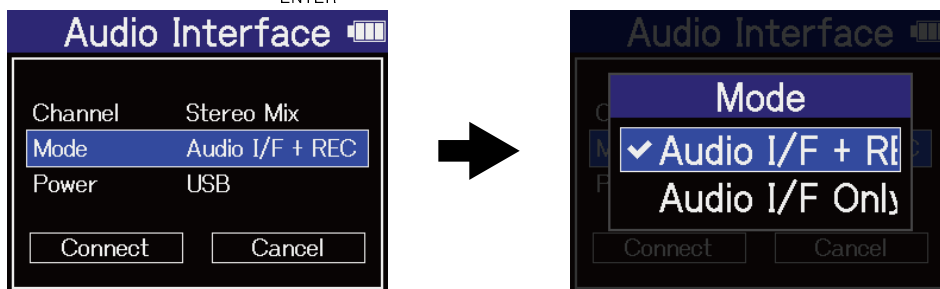 ENTER
Audio Interface
Channel Stereo Mix
Mode Audio I/F + REC
Power USB
Connect Cancel
Audio Interface
Mode
Audio I/F + RE
Audio I/F Only
Connect Cancel